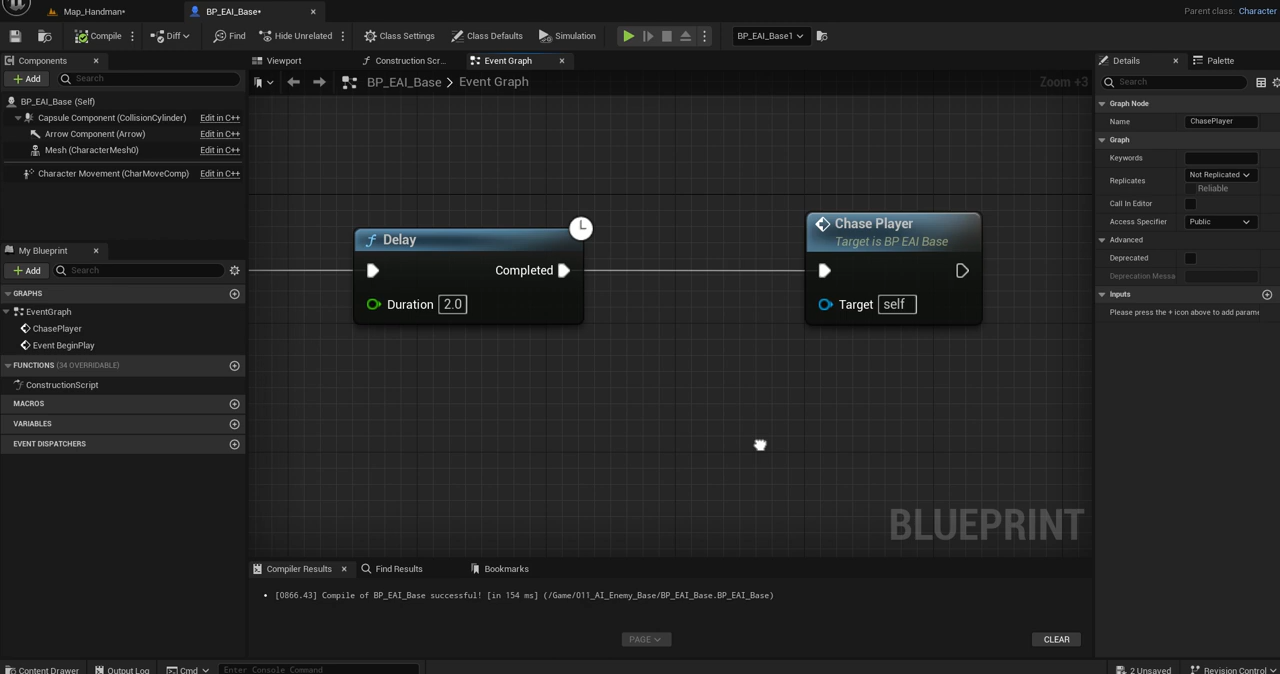 Map_Handman*
BP_EAI_Base*
Parent class: Character
Compile
Diff
Find
Hide Unrelated
Class Settings
Class Defaults
Simulation
BP_EAI_Base1
Components
Add
Search
BP_EAI_Base (Self)
Capsule Component (CollisionCylinder) Edit in C++
Arrow Component (Arrow) Edit in C++
Mesh (CharacterMesh0) Edit in C++
Character Movement (CharMoveComp) Edit in C++
My Blueprint
Add
Search
GRAPHS
EventGraph
ChasePlayer
Event BeginPlay
FUNCTIONS (34 OVERRIDABLE)
ConstructionScript
MACROS
VARIABLES
EVENT DISPATCHERS
Viewport
Construction Scr...
Event Graph
BP_EAI_Base > Event Graph
Zoom +3
f Delay
Completed
Duration 2.0
Chase Player
Target is BP EAI Base
Target self
BLUEPRINT
Compiler Results
Find Results
Bookmarks
[0866.43] Compile of BP_EAI_Base successful! [in 154 ms] (/Game/011_AI_Enemy_Base/BP_EAI_Base.BP_EAI_Base)
PAGE
CLEAR
Details
Palette
Search
Graph Node
Name ChasePlayer
Graph
Keywords
Replicates Not Replicated
Reliable
Call In Editor
Access Specifier Public
Advanced
Deprecated
Deprecation Messa
Inputs
Please press the + icon above to add parame
Content Drawer
Output Log
Cmd
Enter Console Command
2 Unsaved
Revision Control